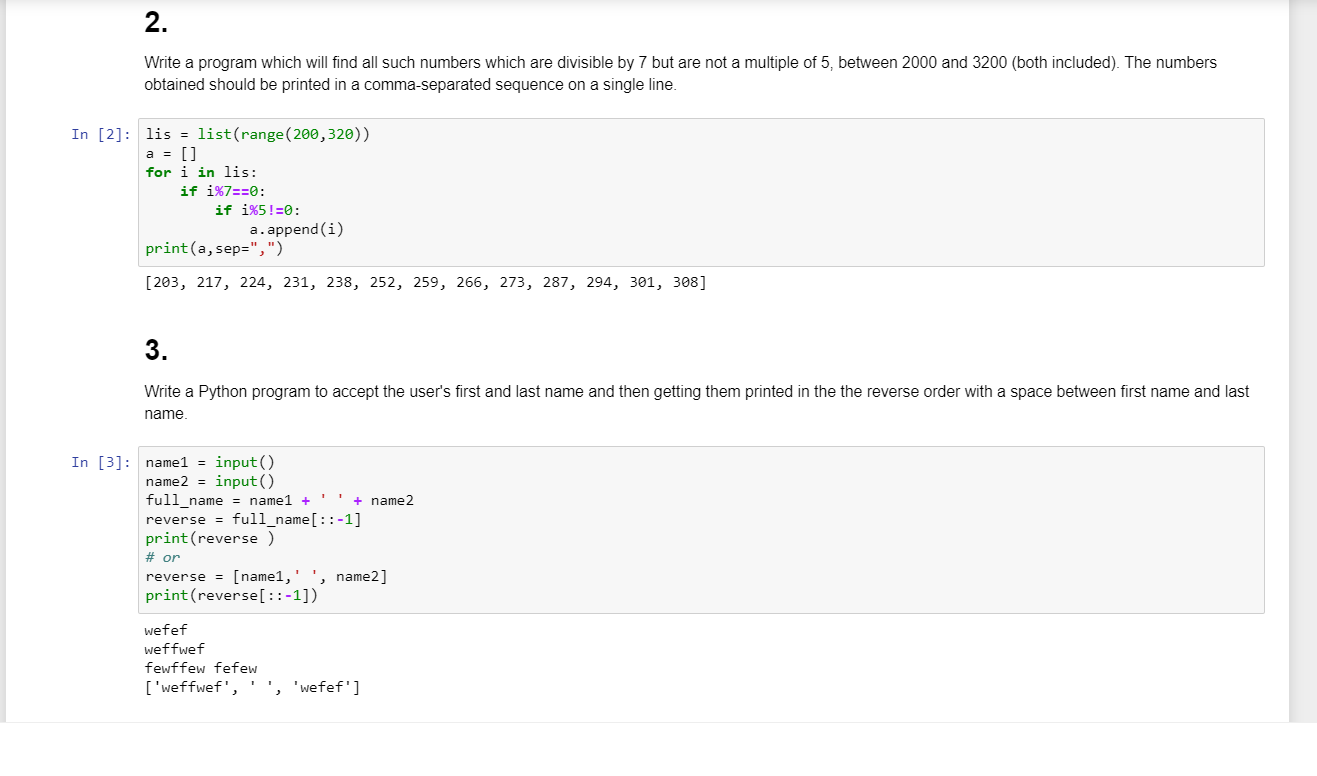 2.
Write a program which will find all such numbers which are divisible by 7 but are not a multiple of 5, between 2000 and 3200 (both included). The numbers
obtained should be printed in a comma-separated sequence on a single line.
In [2]: lis = list(range(200,320))
a = []
for i in lis:
    if i%7==0:
        if i%5!=0:
            a.append(i)
print(a,sep=",")
[203, 217, 224, 231, 238, 252, 259, 266, 273, 287, 294, 301, 308]
3.
Write a Python program to accept the user's first and last name and then getting them printed in the the reverse order with a space between first name and last
name.
In [3]: name1 = input()
name2 = input()
full_name = name1 + ' ' + name2
reverse = full_name[::-1]
print(reverse )
# or
reverse = [name1,' ', name2]
print(reverse[::-1])
wefef
weffwef
fewffew fefew
['weffwef', ' ', 'wefef']